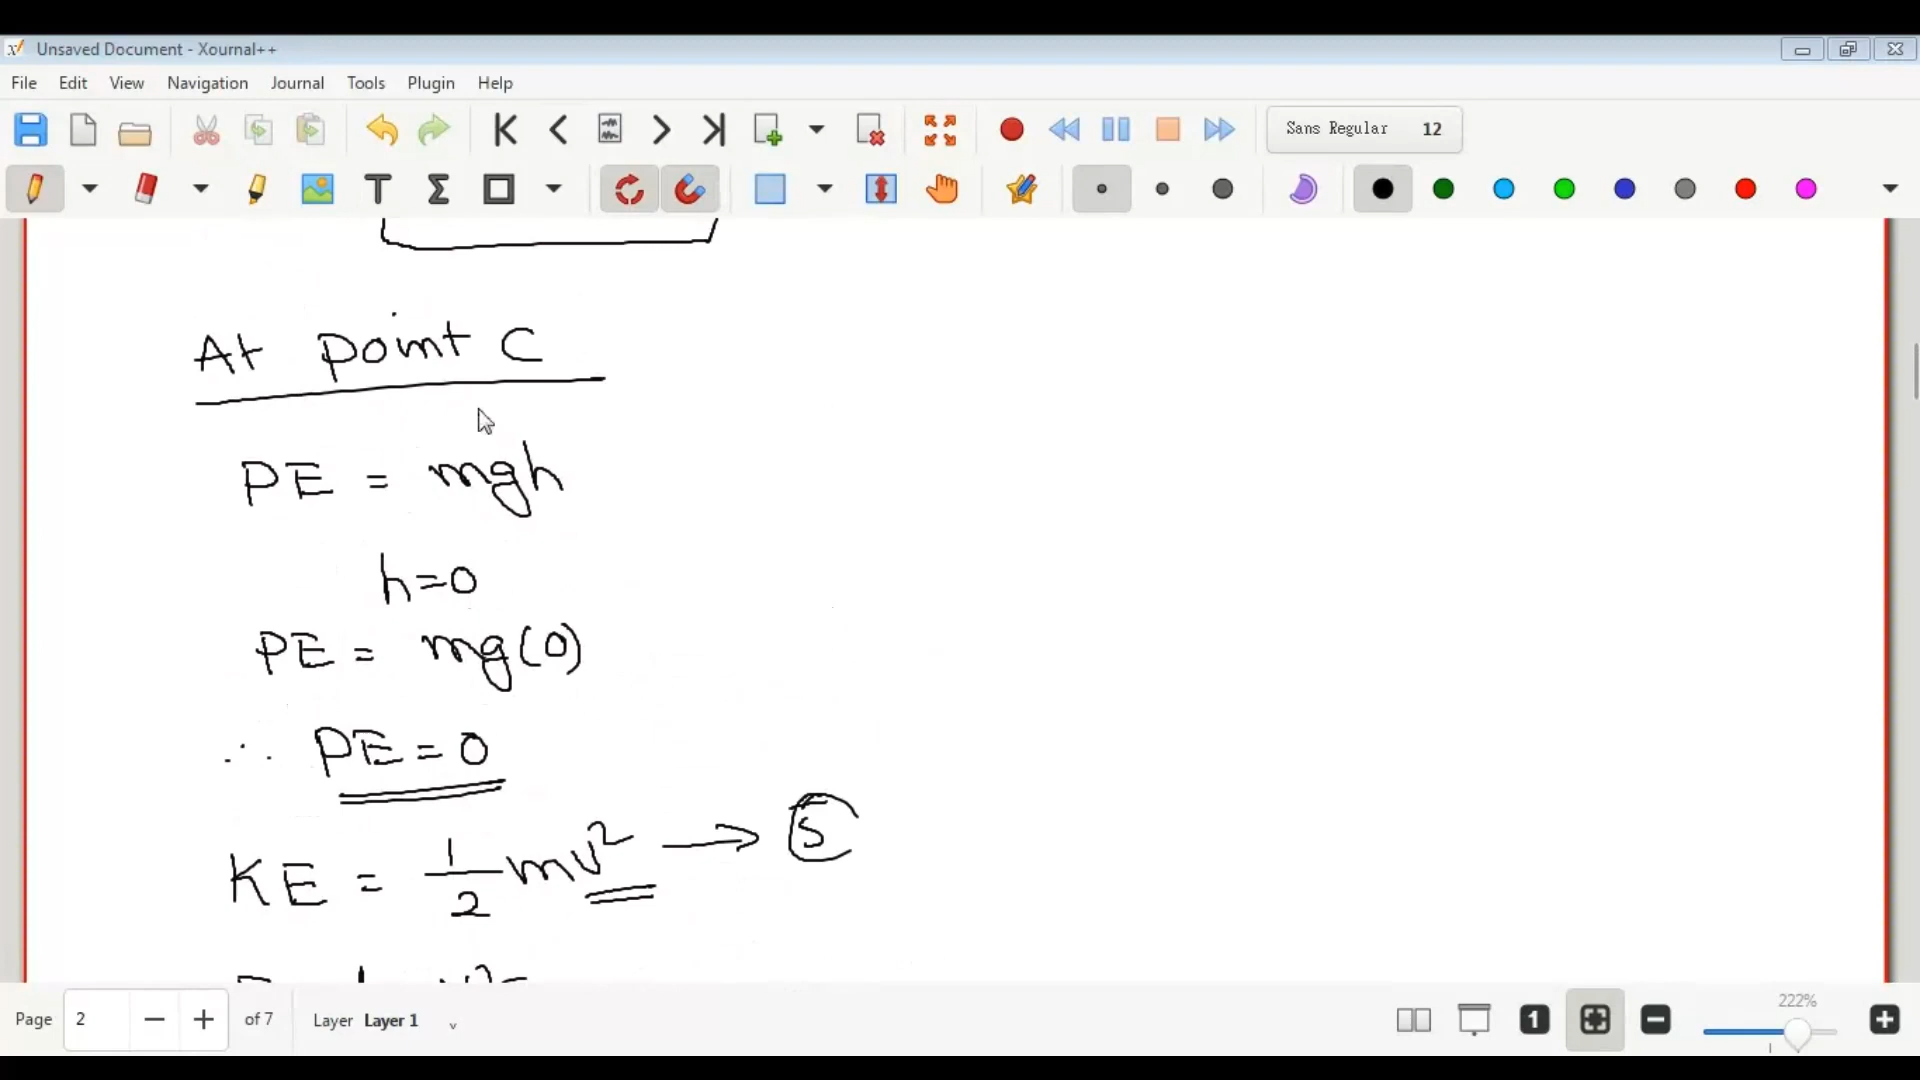 Unsaved Document - Xournal++
File Edit View Navigation Journal Tools Plugin Help
Sans Regular 12
At point C
PE = mgh
h=0
PE = mg(0)
∴ PE=0
KE = 1/2 mv² → 5
222%
Page 2 of 7 Layer Layer 1